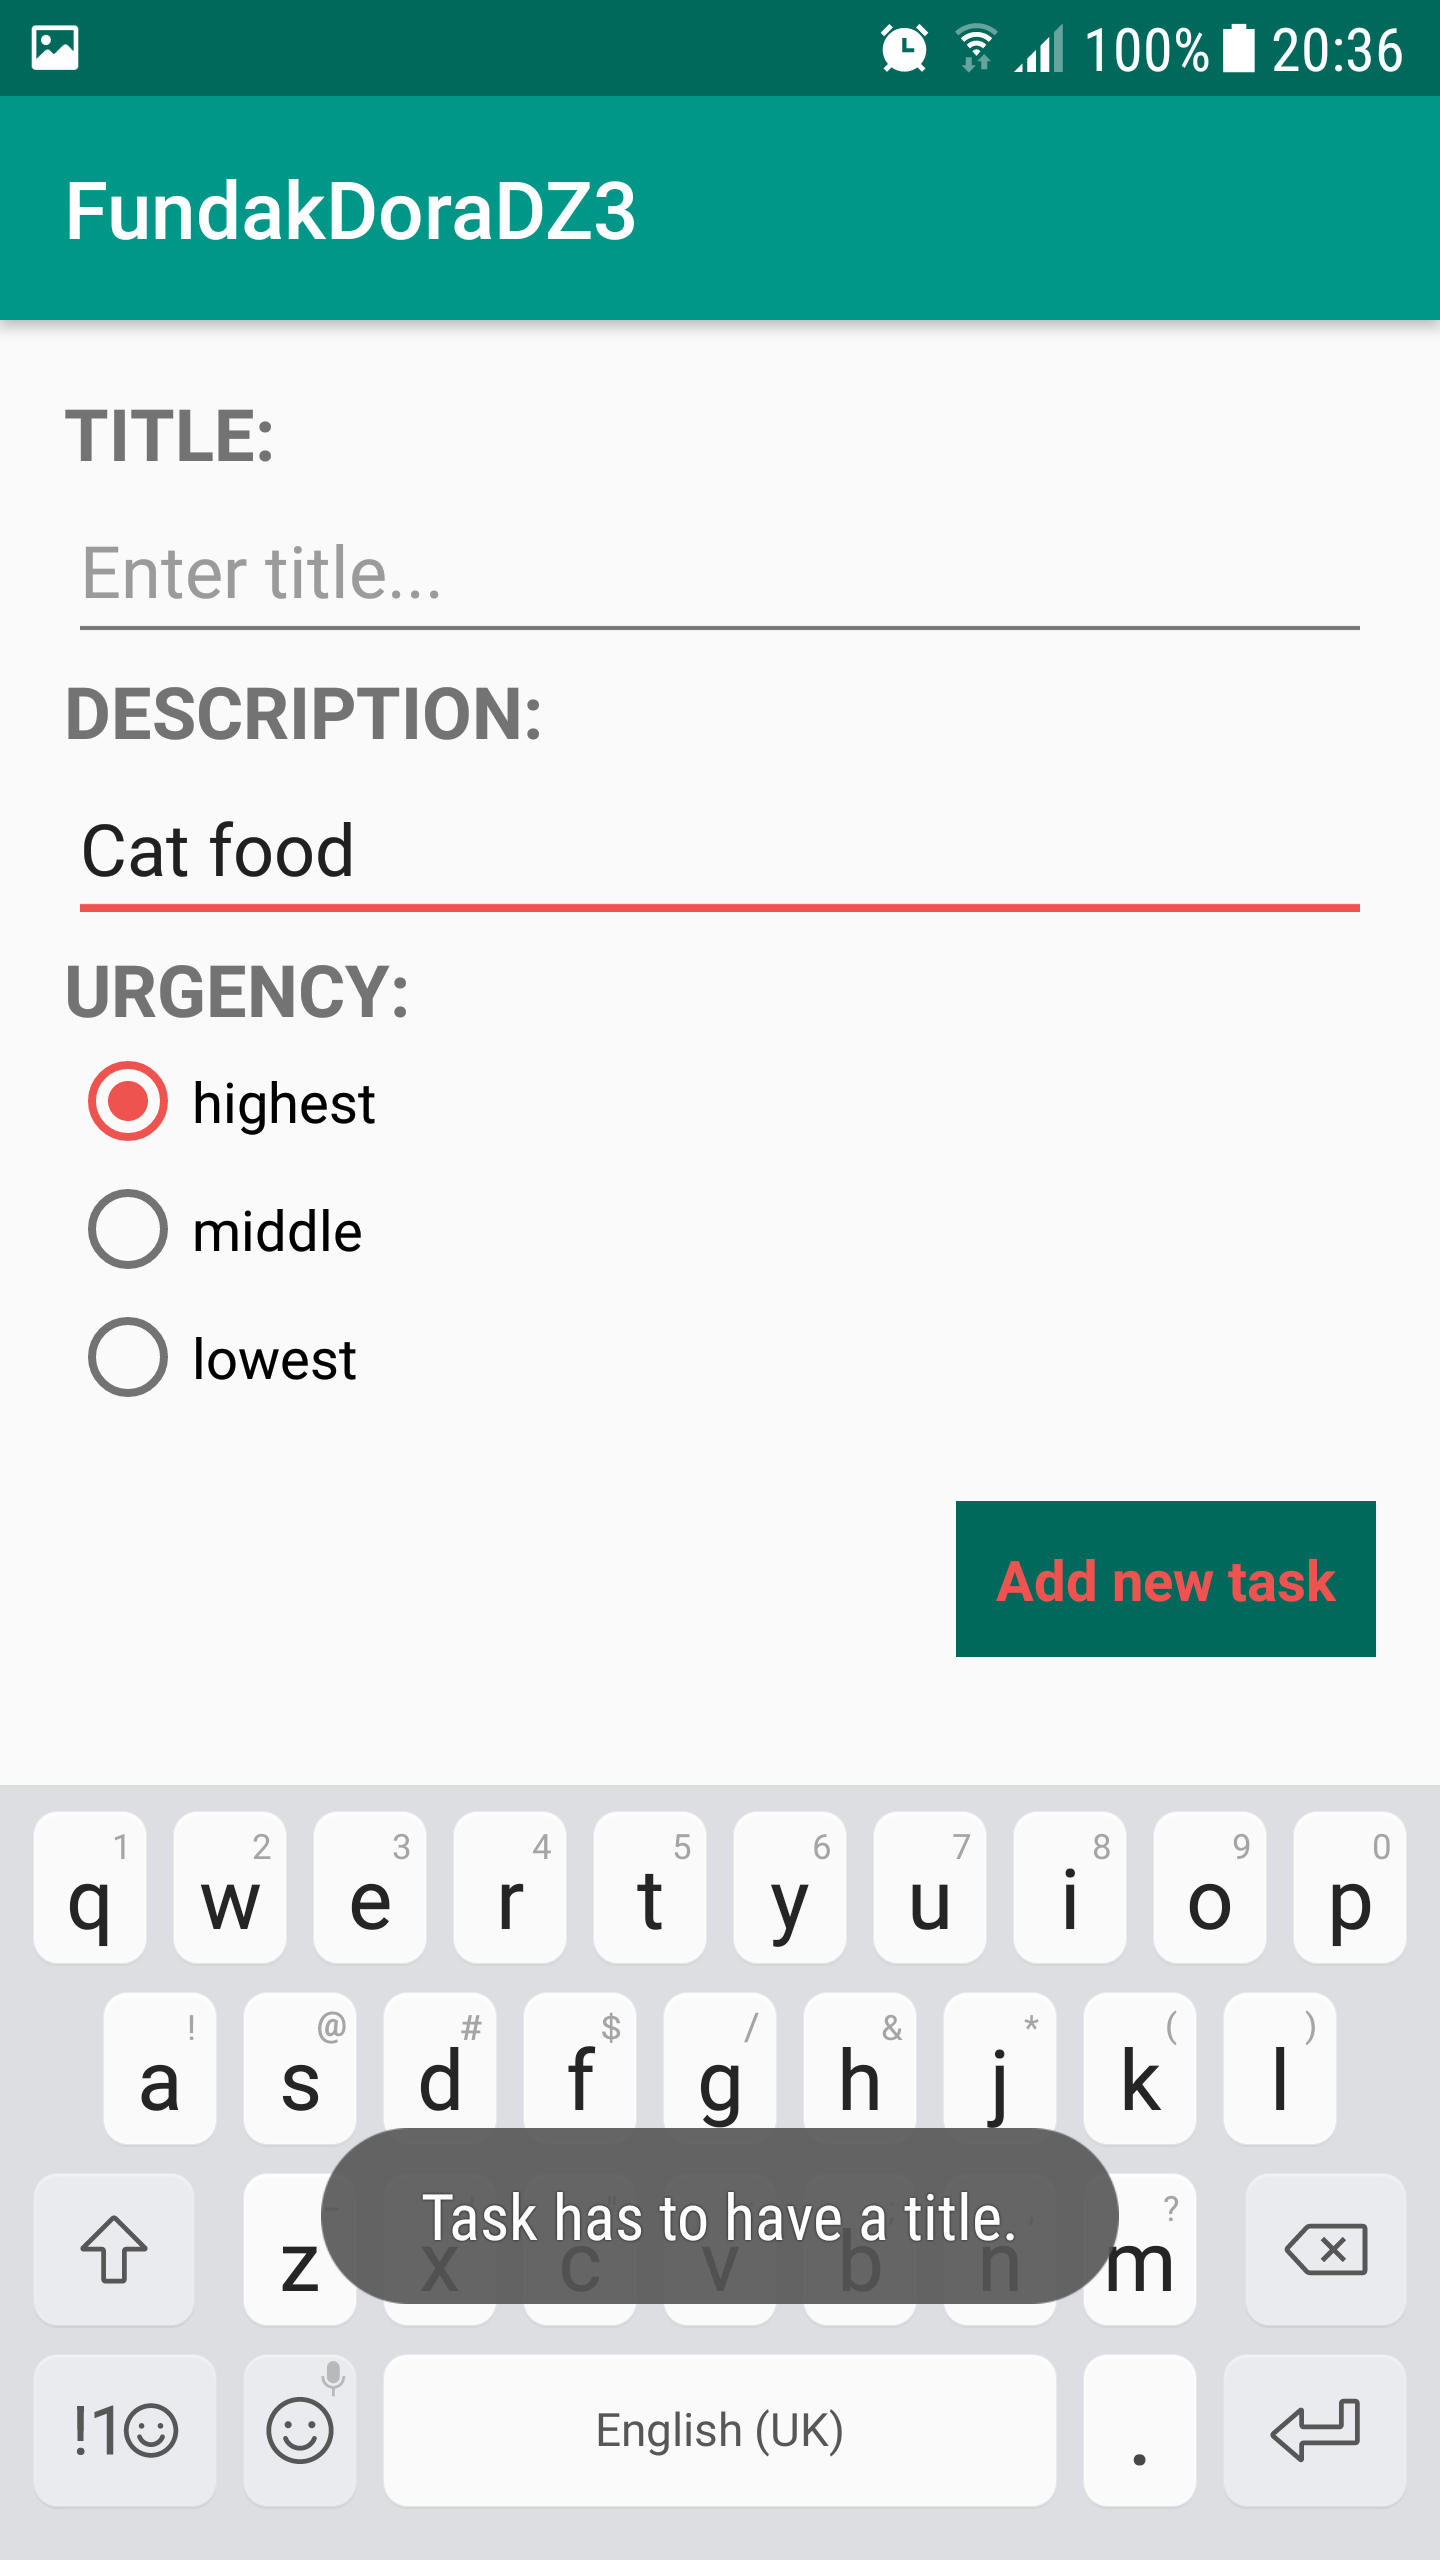 100% 20:36
FundakDoraDZ3
TITLE:
Enter title...
DESCRIPTION:
Cat food
URGENCY:
highest
middle
lowest
Add new task
1 2 3 4 5 6 7 8 9 0
q w e r t y u i o p
! @ # $ / & * ( )
a s d f g h j k l
Task has to have a title.
?
z x c v b n m
!1
English (UK)
.